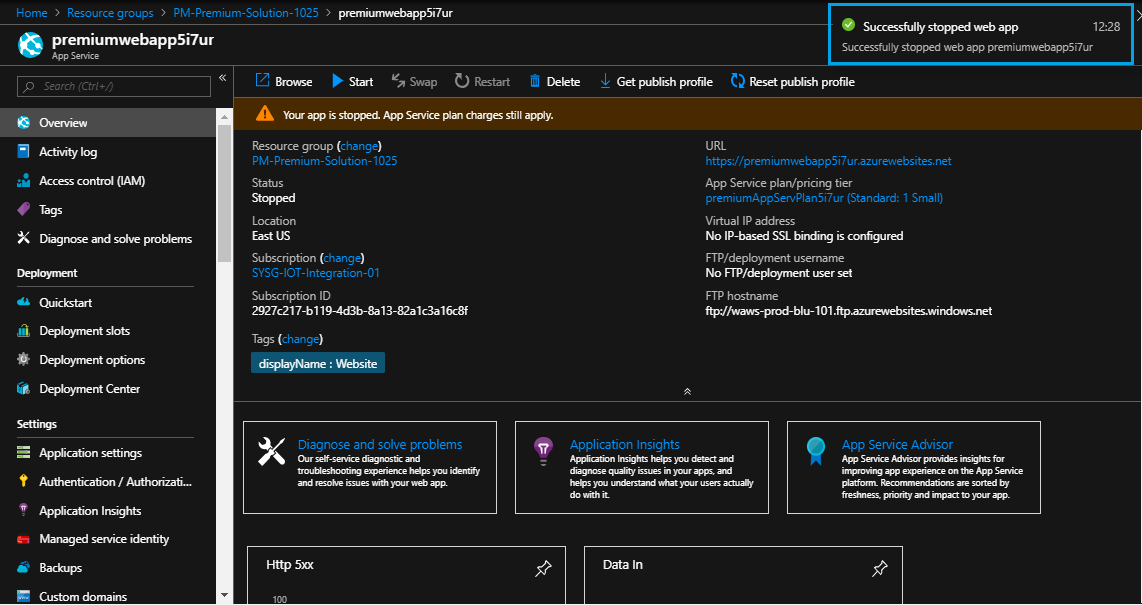 Home > Resource groups > PM-Premium-Solution-1025 > premiumwebapp5i7ur
premiumwebapp5i7ur
App Service
Successfully stopped web app 12:28
Successfully stopped web app premiumwebapp5i7ur
Search (Ctrl+/)
Browse Start Swap Restart Delete Get publish profile Reset publish profile
Your app is stopped. App Service plan charges still apply.
Overview
Activity log
Access control (IAM)
Tags
Diagnose and solve problems
Deployment
Quickstart
Deployment slots
Deployment options
Deployment Center
Settings
Application settings
Authentication / Authorizati...
Application Insights
Managed service identity
Backups
Custom domains
Resource group (change)
PM-Premium-Solution-1025
Status
Stopped
Location
East US
Subscription (change)
SYSG-IOT-Integration-01
Subscription ID
2927c217-b119-4d3b-8a13-82a1c3a16c8f
Tags (change)
displayName : Website
URL
https://premiumwebapp5i7ur.azurewebsites.net
App Service plan/pricing tier
premiumAppServPlan5i7ur (Standard: 1 Small)
Virtual IP address
No IP-based SSL binding is configured
FTP/deployment username
No FTP/deployment user set
FTP hostname
ftp://waws-prod-blu-101.ftp.azurewebsites.windows.net
Diagnose and solve problems
Our self-service diagnostic and
troubleshooting experience helps you identify
and resolve issues with your web app.
Application Insights
Application Insights helps you detect and
diagnose quality issues in your apps, and
helps you understand what your users actually
do with it.
App Service Advisor
App Service Advisor provides insights for
improving app experience on the App Service
platform. Recommendations are sorted by
freshness, priority and impact to your app.
Http 5xx
100
Data In